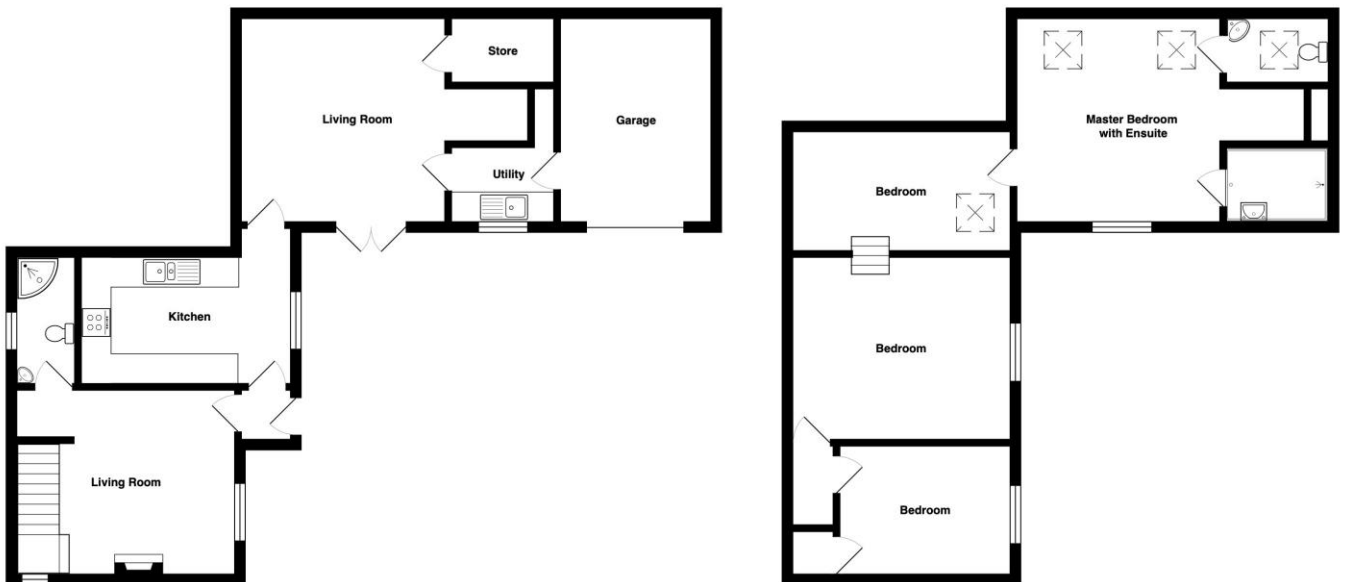 Store
Living Room
Garage
Utility
Kitchen
Living Room
Master Bedroom
with Ensuite
Bedroom
Bedroom
Bedroom